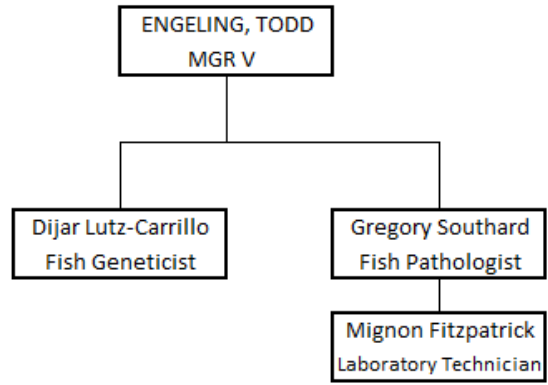 ENGELING, TODD
MGR V
Dijar Lutz-Carrillo
Fish Geneticist
Gregory Southard
Fish Pathologist
Mignon Fitzpatrick
Laboratory Technician